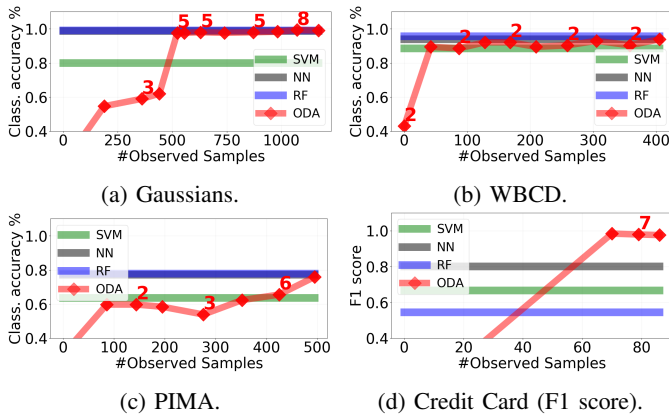 Class. accuracy %
1.0
0.8
0.6
0.4
5 5 5 8
3
SVM
NN
RF
ODA
0 250 500 750 1000
#Observed Samples
(a) Gaussians.
Class. accuracy %
1.0
0.8
0.6
0.4
2 2 2 2 2
SVM
NN
RF
ODA
0 100 200 300 400
#Observed Samples
(b) WBCD.
Class. accuracy %
1.0
0.8
0.6
0.4
SVM
NN
RF
ODA
2 3 6
0 100 200 300 400 500
#Observed Samples
(c) PIMA.
F1 score
1.0
0.8
0.6
0.4
SVM
NN
RF
ODA
7
0 20 40 60 80
#Observed Samples
(d) Credit Card (F1 score).